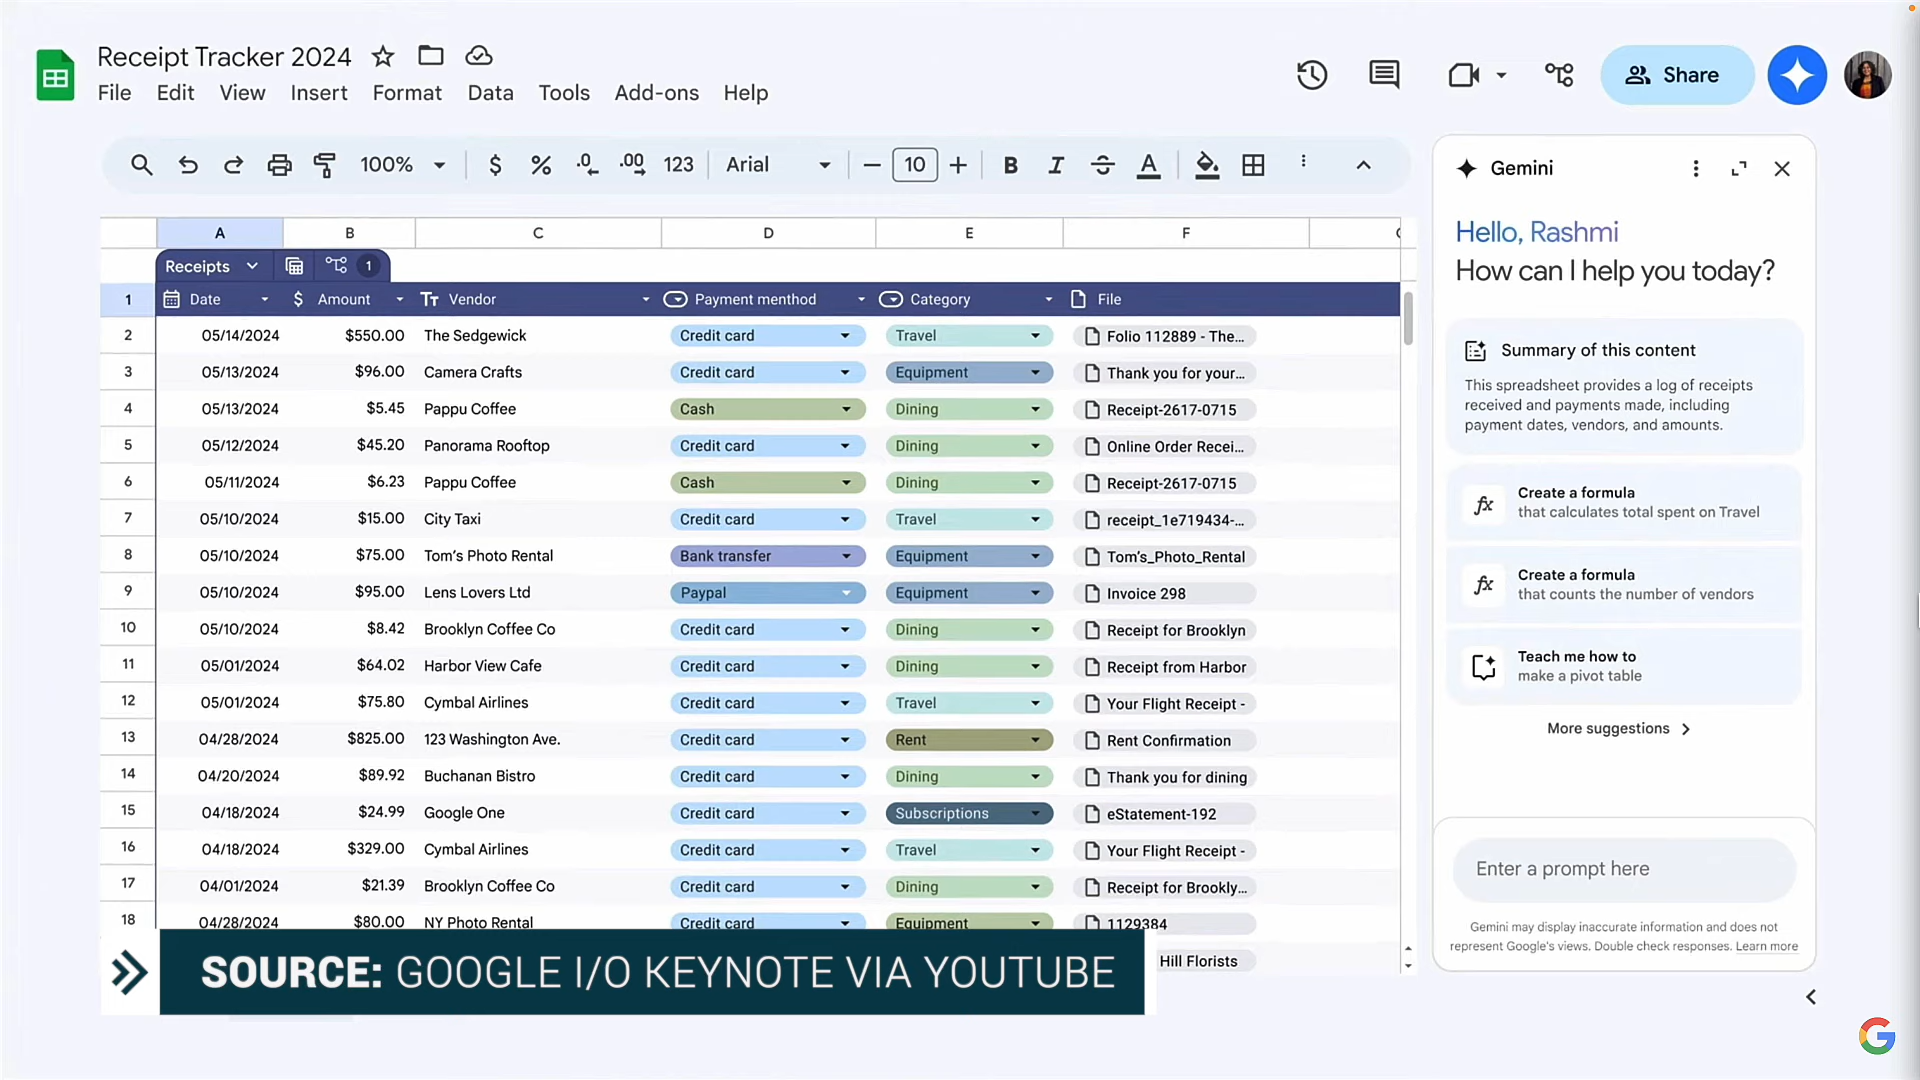 Receipt Tracker 2024
File Edit View Insert Format Data Tools Add-ons Help
Share
100% $ % .0 .00 123 Arial 10 B I S A
A B C D E F
Receipts 1
1 Date $ Amount Tт Vendor Payment menthod Category File
2 05/14/2024 $550.00 The Sedgewick Credit card Travel Folio 112889 - The...
3 05/13/2024 $96.00 Camera Crafts Credit card Equipment Thank you for your...
4 05/13/2024 $5.45 Pappu Coffee Cash Dining Receipt-2617-0715
5 05/12/2024 $45.20 Panorama Rooftop Credit card Dining Online Order Recei...
6 05/11/2024 $6.23 Pappu Coffee Cash Dining Receipt-2617-0715
7 05/10/2024 $15.00 City Taxi Credit card Travel receipt_1e719434-...
8 05/10/2024 $75.00 Tom’s Photo Rental Bank transfer Equipment Tom’s_Photo_Rental
9 05/10/2024 $95.00 Lens Lovers Ltd Paypal Equipment Invoice 298
10 05/10/2024 $8.42 Brooklyn Coffee Co Credit card Dining Receipt for Brooklyn
11 05/01/2024 $64.02 Harbor View Cafe Credit card Dining Receipt from Harbor
12 05/01/2024 $75.80 Cymbal Airlines Credit card Travel Your Flight Receipt -
13 04/28/2024 $825.00 123 Washington Ave. Credit card Rent Rent Confirmation
14 04/20/2024 $89.92 Buchanan Bistro Credit card Dining Thank you for dining
15 04/18/2024 $24.99 Google One Credit card Subscriptions eStatement-192
16 04/18/2024 $329.00 Cymbal Airlines Credit card Travel Your Flight Receipt -
17 04/01/2024 $21.39 Brooklyn Coffee Co Credit card Dining Receipt for Brookly...
18 04/28/2024 $80.00 NY Photo Rental Credit card Equipment 1129384
Hill Florists
SOURCE: GOOGLE I/O KEYNOTE VIA YOUTUBE
Gemini
Hello, Rashmi
How can I help you today?
Summary of this content
This spreadsheet provides a log of receipts
received and payments made, including
payment dates, vendors, and amounts.
fx Create a formula
that calculates total spent on Travel
fx Create a formula
that counts the number of vendors
Teach me how to
make a pivot table
More suggestions
Enter a prompt here
Gemini may display inaccurate information and does not
represent Google's views. Double check responses. Learn more
G